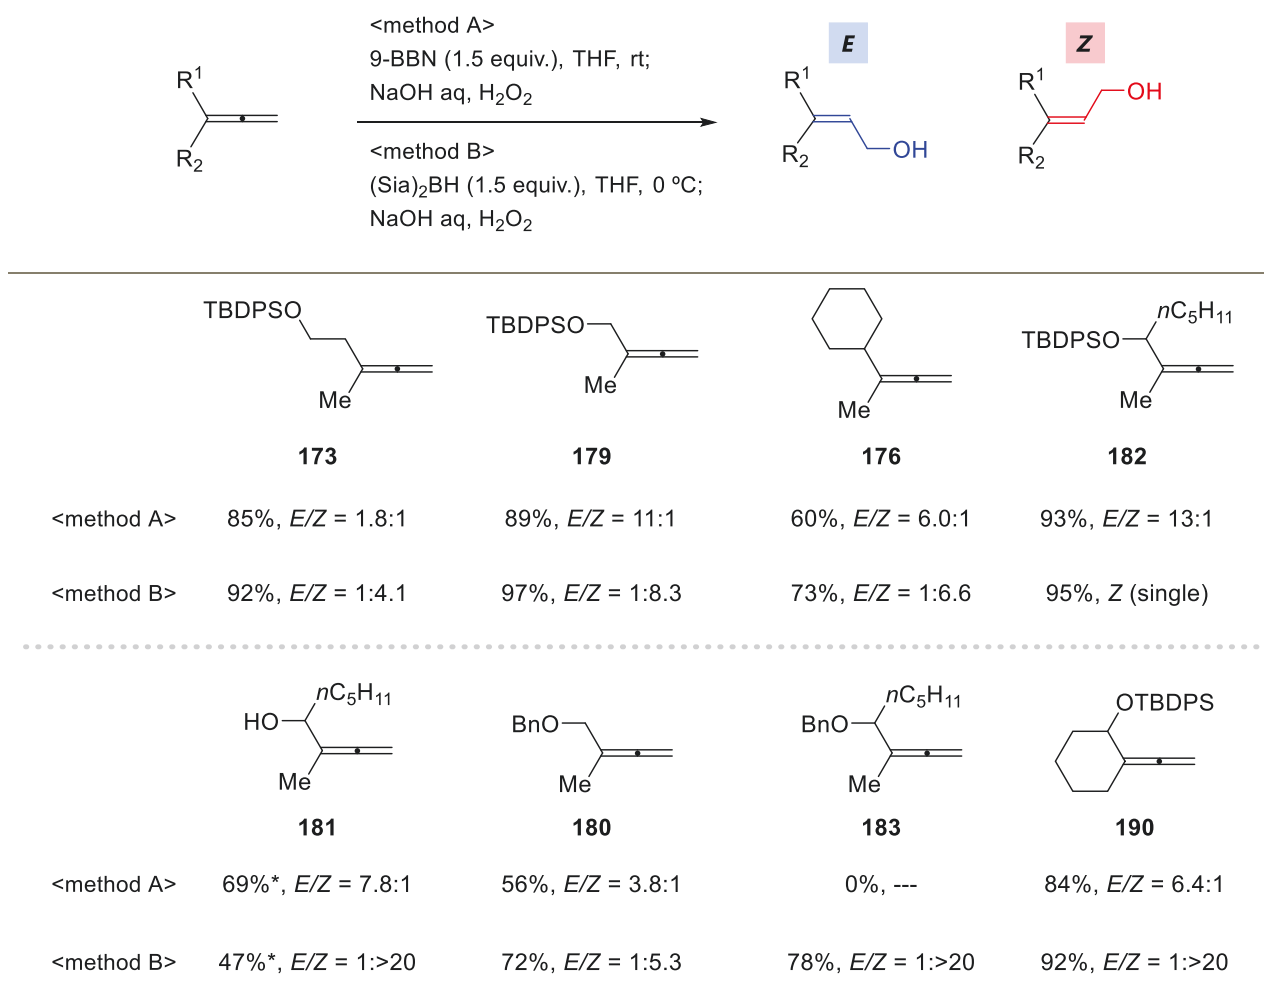 <method A>
9-BBN (1.5 equiv.), THF, rt;
NaOH aq, H2O2
<method B>
(Sia)2BH (1.5 equiv.), THF, 0 ºC;
NaOH aq, H2O2
R1
R2
E
R1
R2
OH
Z
R1
R2
OH
TBDPSO
Me
173
TBDPSO
Me
179
Me
176
nC5H11
TBDPSO
Me
182
<method A> 85%, E/Z = 1.8:1 89%, E/Z = 11:1 60%, E/Z = 6.0:1 93%, E/Z = 13:1
<method B> 92%, E/Z = 1:4.1 97%, E/Z = 1:8.3 73%, E/Z = 1:6.6 95%, Z (single)
nC5H11
HO
Me
181
BnO
Me
180
nC5H11
BnO
Me
183
OTBDPS
190
<method A> 69%*, E/Z = 7.8:1 56%, E/Z = 3.8:1 0%, --- 84%, E/Z = 6.4:1
<method B> 47%*, E/Z = 1:>20 72%, E/Z = 1:5.3 78%, E/Z = 1:>20 92%, E/Z = 1:>20